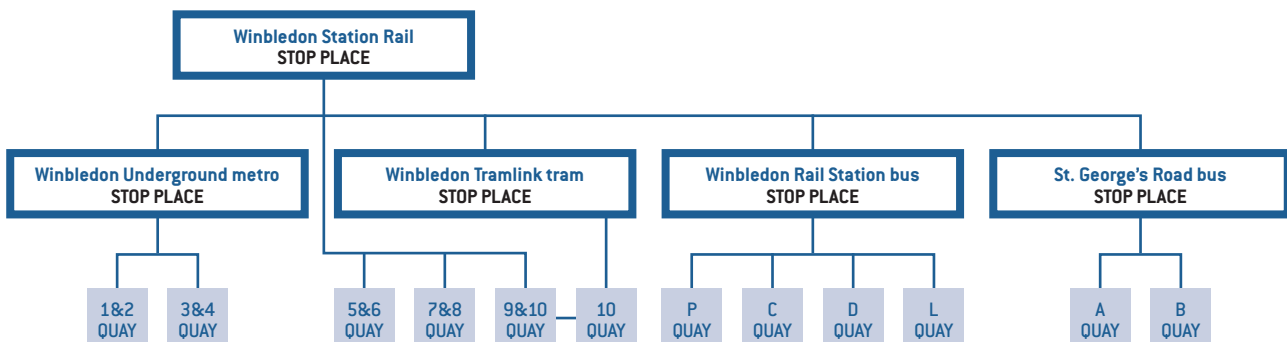 Winbledon Station Rail
STOP PLACE
Winbledon Underground metro
STOP PLACE
Winbledon Tramlink tram
STOP PLACE
Winbledon Rail Station bus
STOP PLACE
St. George's Road bus
STOP PLACE
1&2
QUAY
3&4
QUAY
5&6
QUAY
7&8
QUAY
9&10
QUAY
10
QUAY
P
QUAY
C
QUAY
D
QUAY
L
QUAY
A
QUAY
B
QUAY